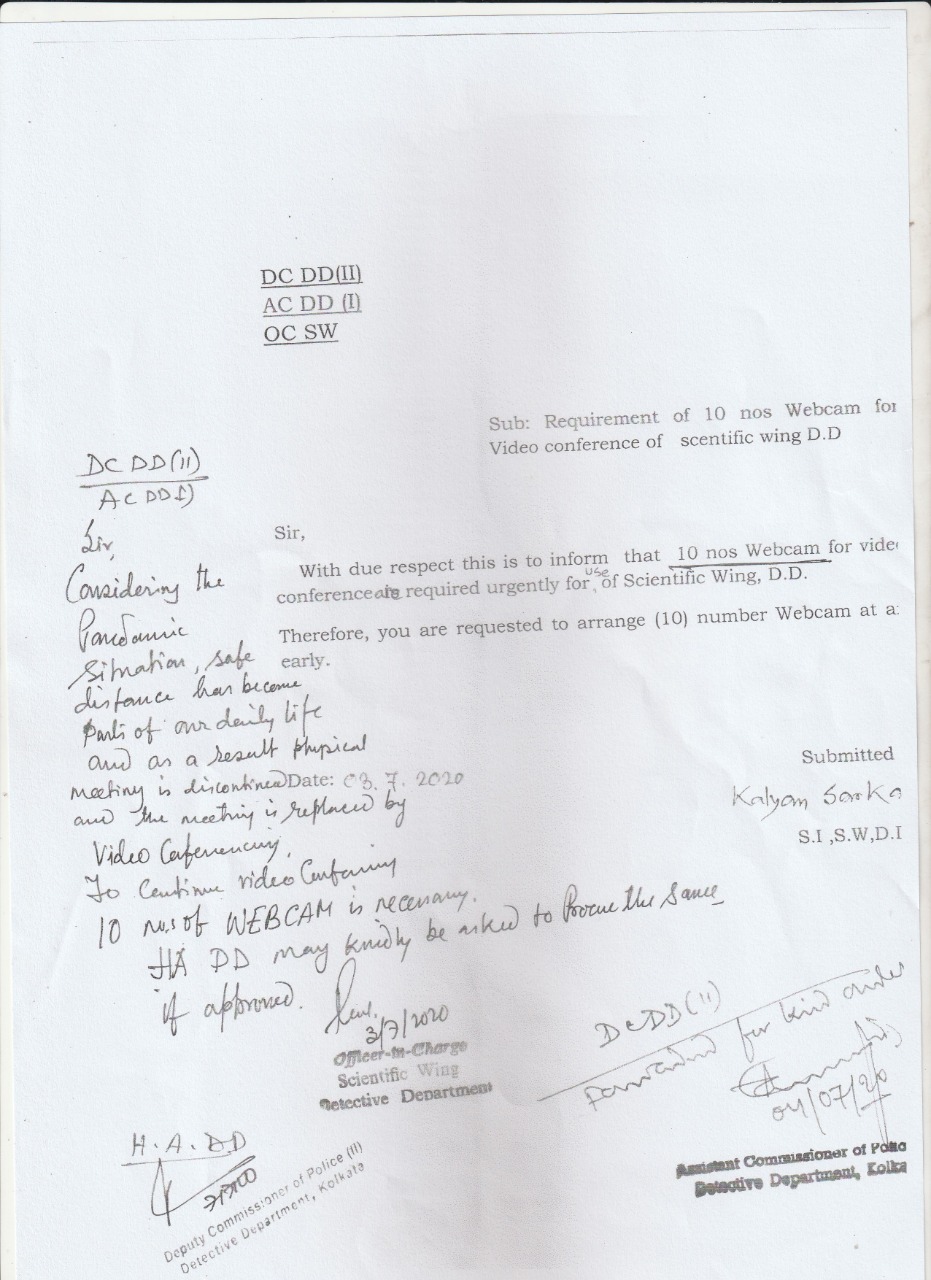 DC DD(II)
AC DD (I)
OC SW
Sub: Requirement of 10 nos Webcam for
Video conference of scentific wing D.D
Sir,
With due respect this is to inform that 10 nos Webcam for vide
conference are required urgently for use of Scientific Wing, D.D.
Therefore, you are requested to arrange (10) number Webcam at a
early.
Submitted
Kalyan Sarka
S.I ,S.W,D.I
Date: 03.7.2020
DC DD(II)
AC DD I)
Sir,
Considering the
Pandamic
Situation, safe
distance has become
parts of our daily life
and as a result physical
meeting is discontinued
and the meeting is replaced by
Video Conferencing.
To Continue video Conferencing
10 nos of WEBCAM is necessary.
HA DD may kindly be asked to Procure the Same
if approved.
3/7/2020
Officer-in-Charge
Scientific Wing
Detective Department
DC DD(II)
Forwarded for kind order
04/07/20
Assistant Commissioner of Polic
Detective Department, Kolka
H.A.DD
Deputy Commissioner of Police (II)
Detective Department, Kolkata